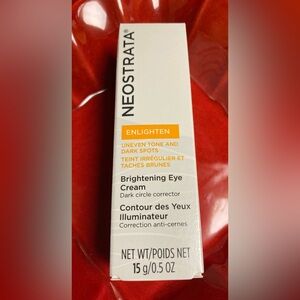 NEOSTRATA®
ENLIGHTEN
UNEVEN TONE AND
DARK SPOTS
TEINT IRRÉGULIER ET
TACHES BRUNES
Brightening Eye
Cream
Dark circle corrector
Contour des Yeux
Illuminateur
Correction anti-cernes
NET WT/POIDS NET
15 g/0.5 OZ